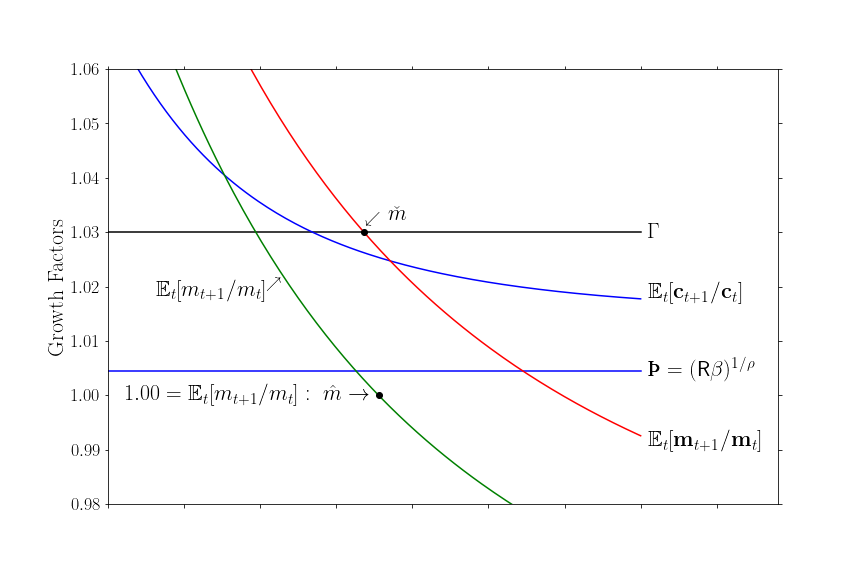 1.06
1.05
1.04
1.03
1.02
1.01
1.00
0.99
0.98
Growth Factors
m̌
Γ
𝔼ₜ[mₜ₊₁/mₜ]
𝔼ₜ[𝐜ₜ₊₁/𝐜ₜ]
Þ = (Rβ)^{1/ρ}
1.00 = 𝔼ₜ[mₜ₊₁/mₜ] : m̂ →
𝔼ₜ[𝐦ₜ₊₁/𝐦ₜ]